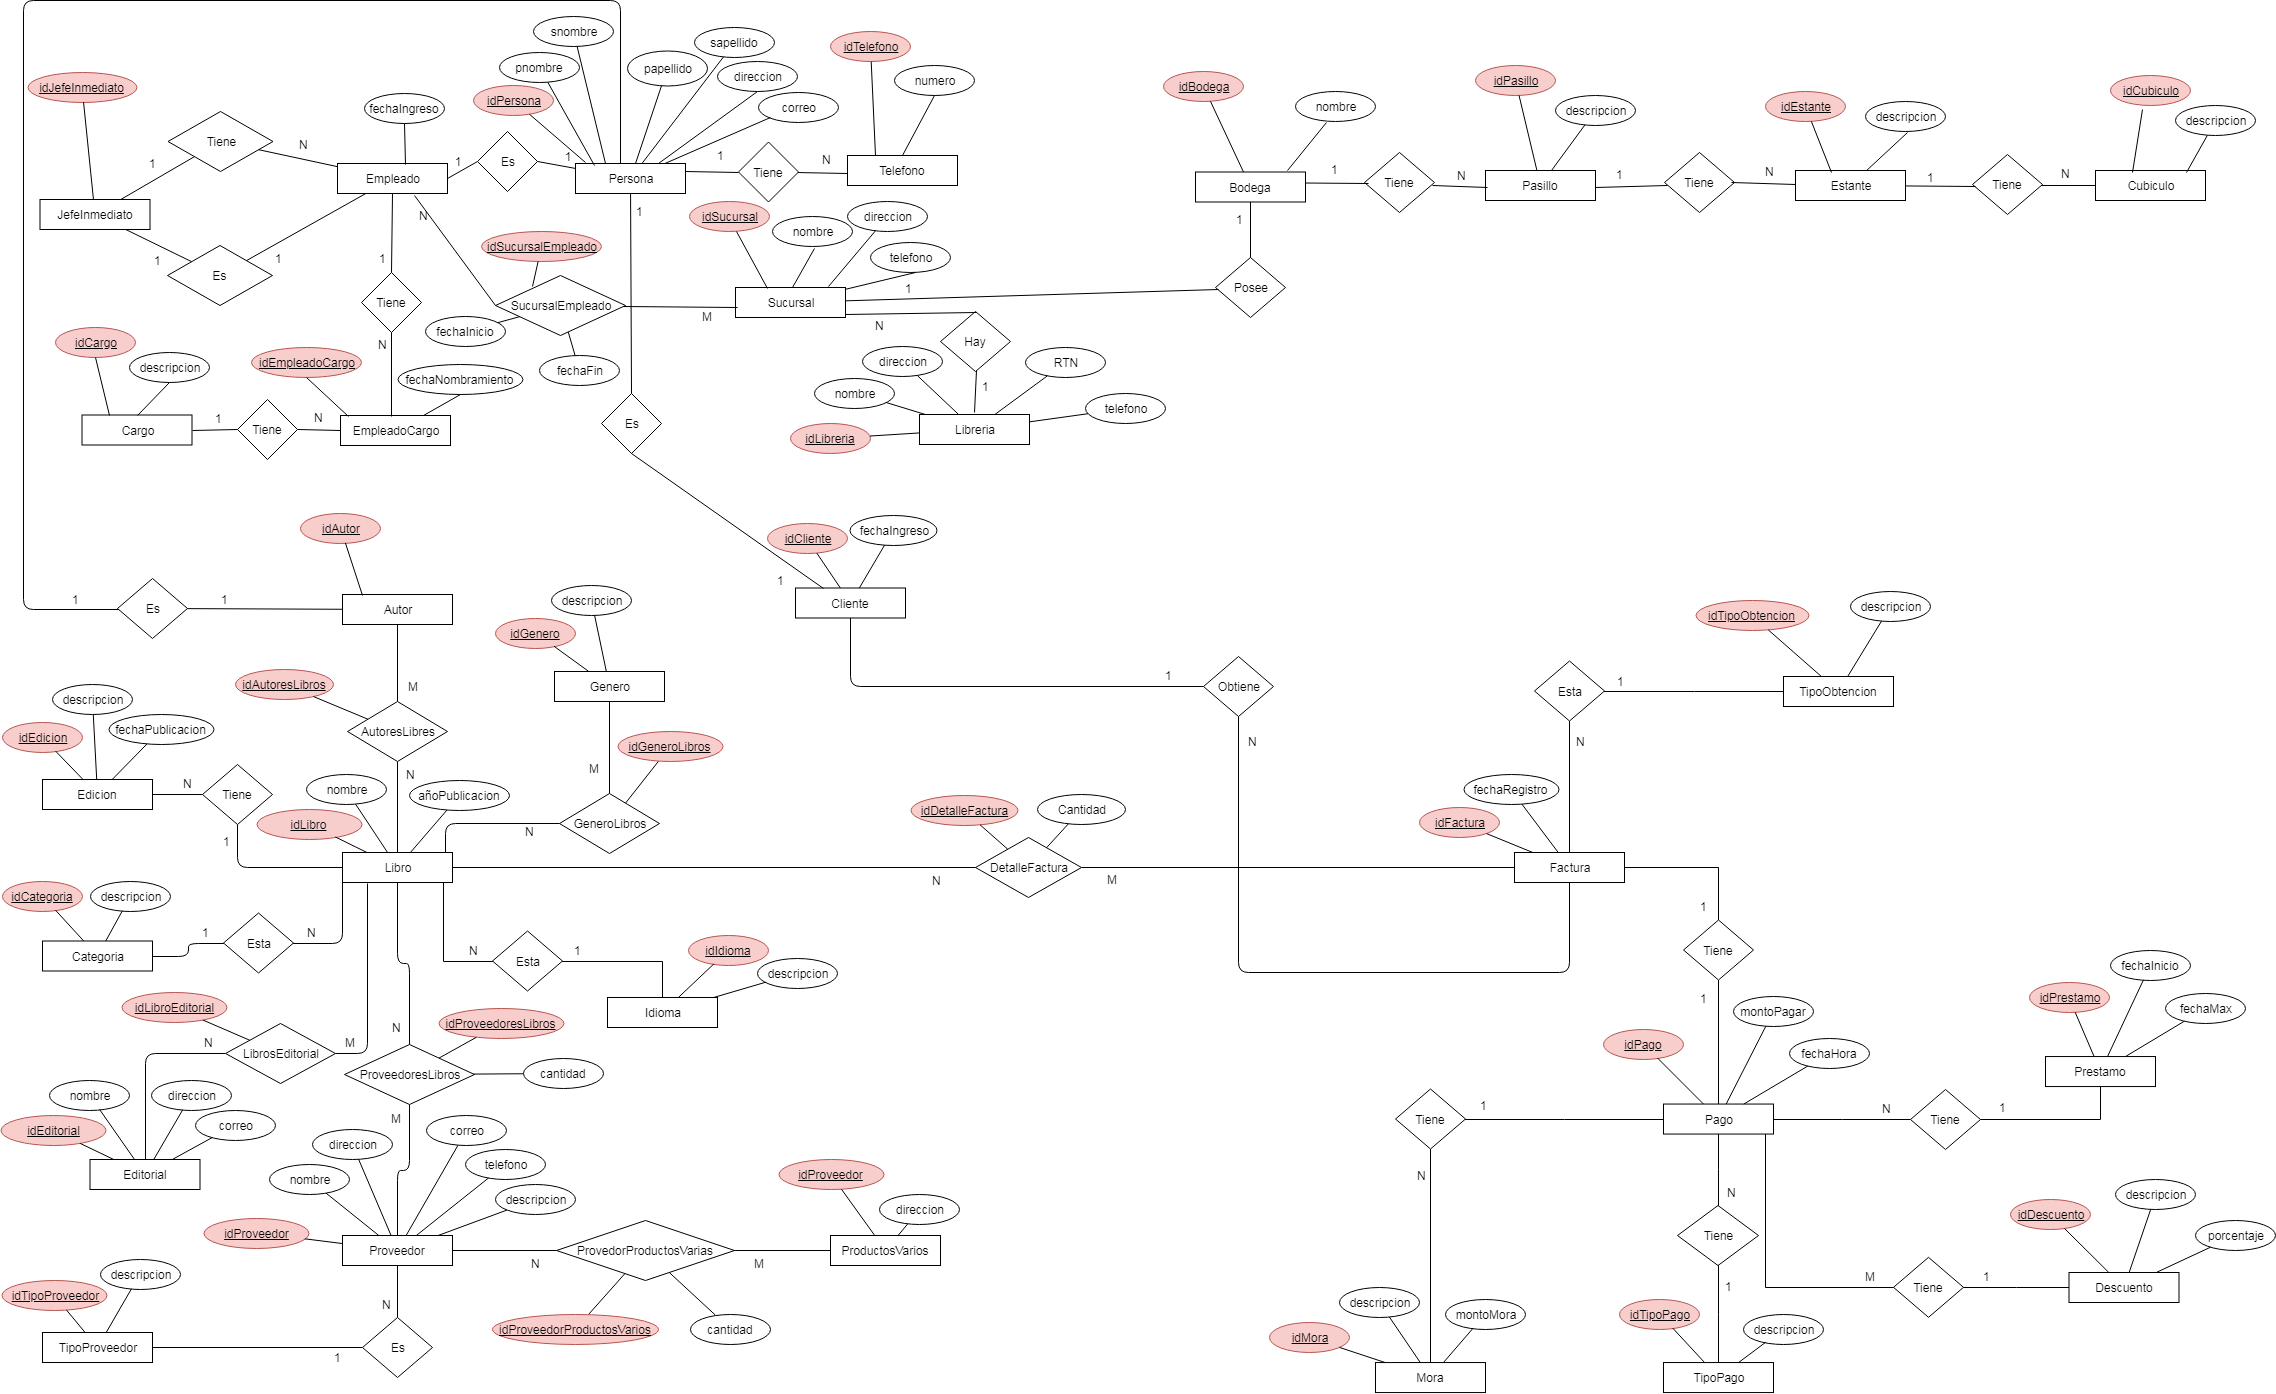 snombre
sapellido
pnombre
papellido
direccion
correo
idPersona
idTelefono
numero
idJefeInmediato
fechaIngreso
Tiene
N
1
Empleado
1
Es
1
Persona
1
Tiene
N
Telefono
JefeInmediato
1
Es
1
N
1
idBodega
nombre
Bodega
1
Tiene
N
idPasillo
descripcion
Pasillo
1
Tiene
N
idEstante
descripcion
Estante
1
Tiene
N
idCubiculo
descripcion
Cubiculo
1
Posee
idSucursal
nombre
direccion
telefono
Sucursal
1
N
idSucursalEmpleado
SucursalEmpleado
fechaInicio
fechaFin
M
1
Tiene
N
Hay
1
direccion
RTN
nombre
telefono
Libreria
idLibreria
idCargo
descripcion
Cargo
1
Tiene
N
idEmpleadoCargo
fechaNombramiento
EmpleadoCargo
Es
1
idCliente
fechaIngreso
Cliente
idAutor
1
Es
1
Autor
M
idAutoresLibros
AutoresLibres
N
descripcion
idGenero
Genero
M
idGeneroLibros
GeneroLibros
N
1
Obtiene
N
idTipoObtencion
descripcion
TipoObtencion
1
Esta
N
descripcion
fechaPublicacion
idEdicion
Edicion
N
Tiene
1
nombre
añoPublicacion
idLibro
Libro
idDetalleFactura
Cantidad
DetalleFactura
N
M
fechaRegistro
idFactura
Factura
1
Tiene
1
idCategoria
descripcion
Categoria
1
Esta
N
N
Esta
1
idIdioma
descripcion
Idioma
idLibroEditorial
LibrosEditorial
N
M
nombre
direccion
correo
idEditorial
Editorial
N
idProveedoresLibros
ProveedoresLibros
cantidad
M
direccion
correo
nombre
telefono
descripcion
idProveedor
Proveedor
N
ProvedorProductosVarias
M
idProveedor
direccion
ProductosVarios
idProveedorProductosVarios
cantidad
idTipoProveedor
descripcion
TipoProveedor
1
Es
N
montoPagar
idPago
fechaHora
Pago
1
Tiene
N
descripcion
montoMora
idMora
Mora
N
Tiene
1
idTipoPago
descripcion
TipoPago
N
Tiene
1
fechaInicio
idPrestamo
fechaMax
Prestamo
M
Tiene
1
idDescuento
descripcion
porcentaje
Descuento